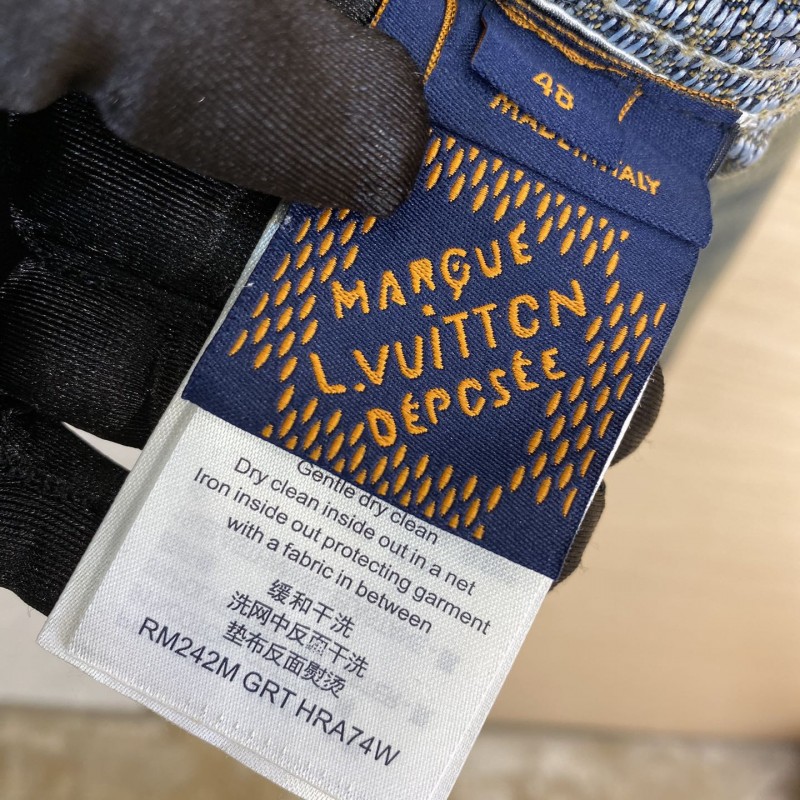 48
MADE IN ITALY
MARQUE
L.VUITTON
DÉPOSÉE
Gentle dry clean
Dry clean inside out in a net
Iron inside out protecting garment
with a fabric in between
缓和干洗
洗网中反面干洗
垫布反面熨烫
RM242M GRT HRA74W